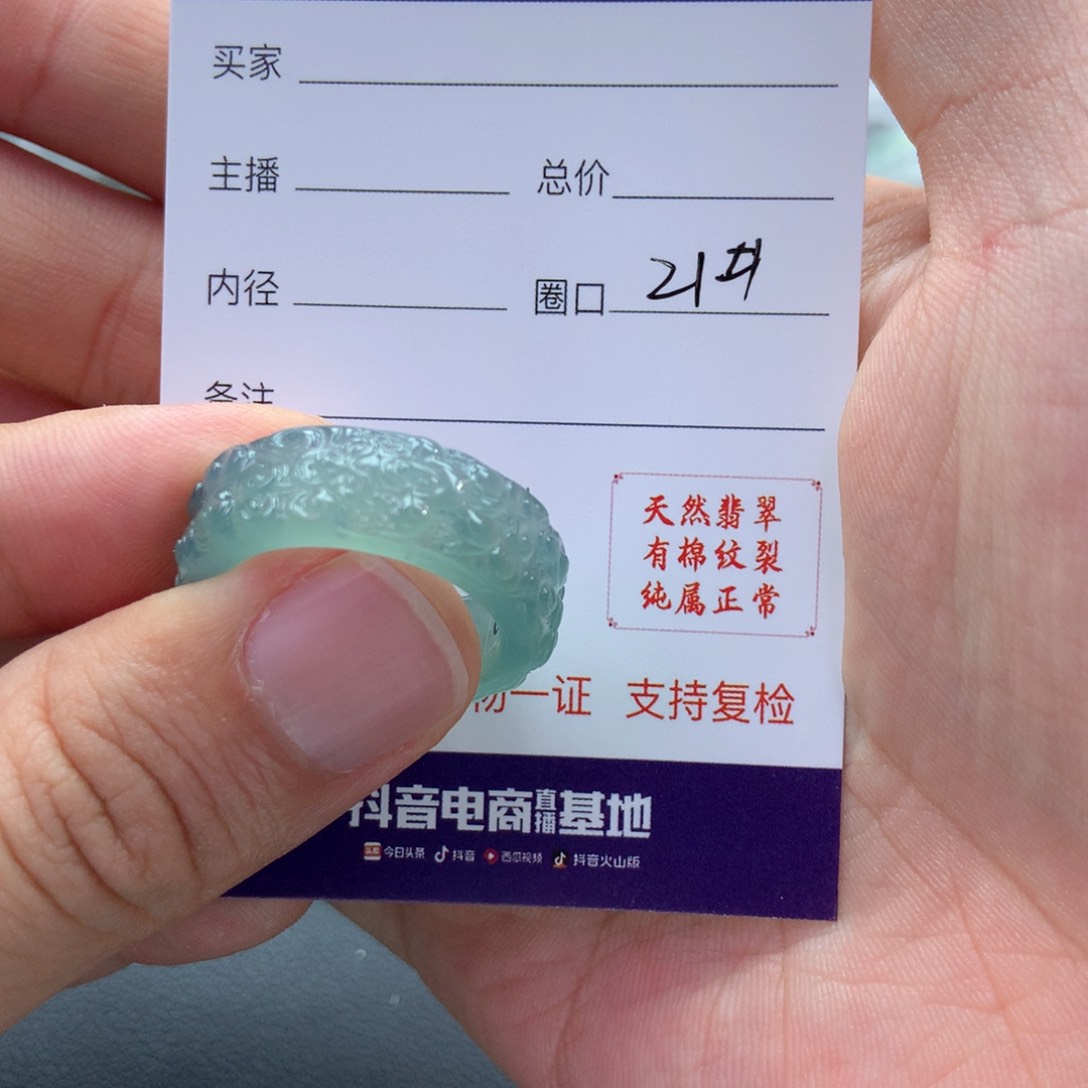 买家
主播 总价
内径 圈口 21#
备注
天然翡翠
有棉纹裂
纯属正常
物一证 支持复检
抖音电商直播基地
今日头条 抖音 西瓜视频 抖音火山版